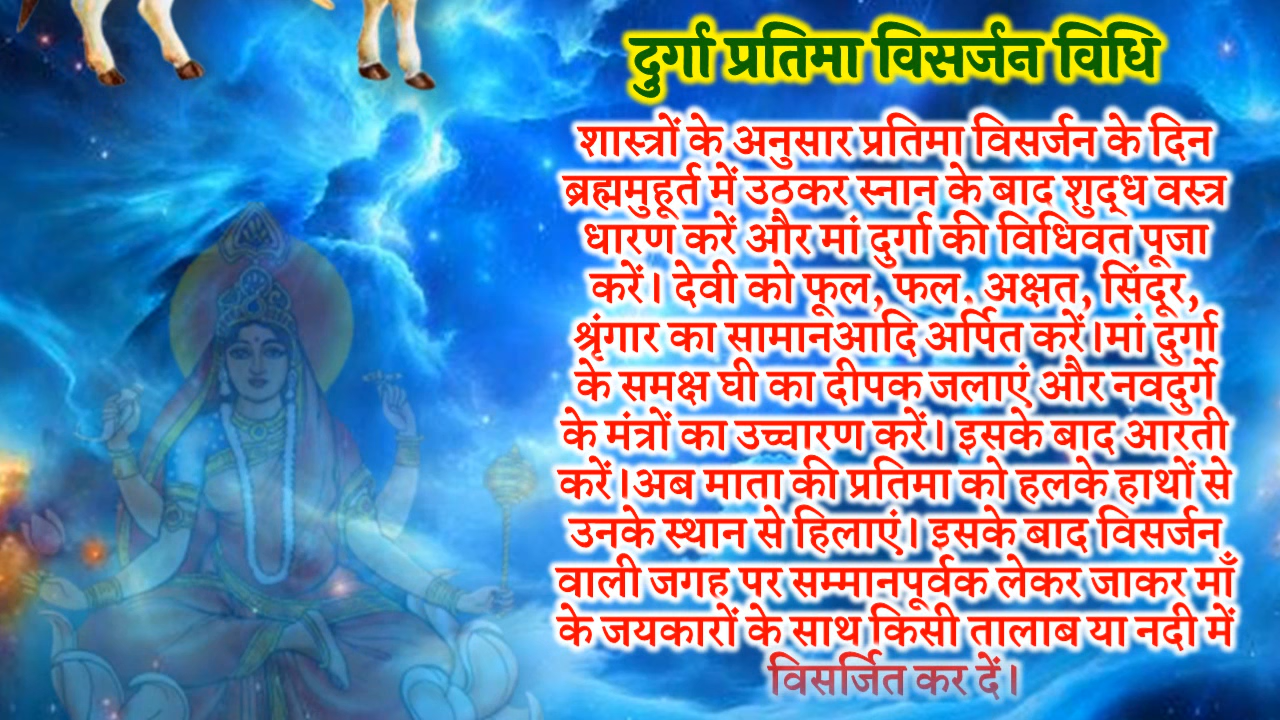 दुर्गा प्रतिमा विसर्जन विधि
शास्त्रों के अनुसार प्रतिमा विसर्जन के दिन
ब्रह्ममुहूर्त में उठकर स्नान के बाद शुद्ध वस्त्र
धारण करें और मां दुर्गा की विधिवत पूजा
करें। देवी को फूल, फल. अक्षत, सिंदूर,
श्रृंगार का सामानआदि अर्पित करें।मां दुर्गा
के समक्ष घी का दीपक जलाएं और नवदुर्गे
के मंत्रों का उच्चारण करें। इसके बाद आरती
करें।अब माता की प्रतिमा को हलके हाथों से
उनके स्थान से हिलाएं। इसके बाद विसर्जन
वाली जगह पर सम्मानपूर्वक लेकर जाकर माँ
के जयकारों के साथ किसी तालाब या नदी में
विसर्जित कर दें।